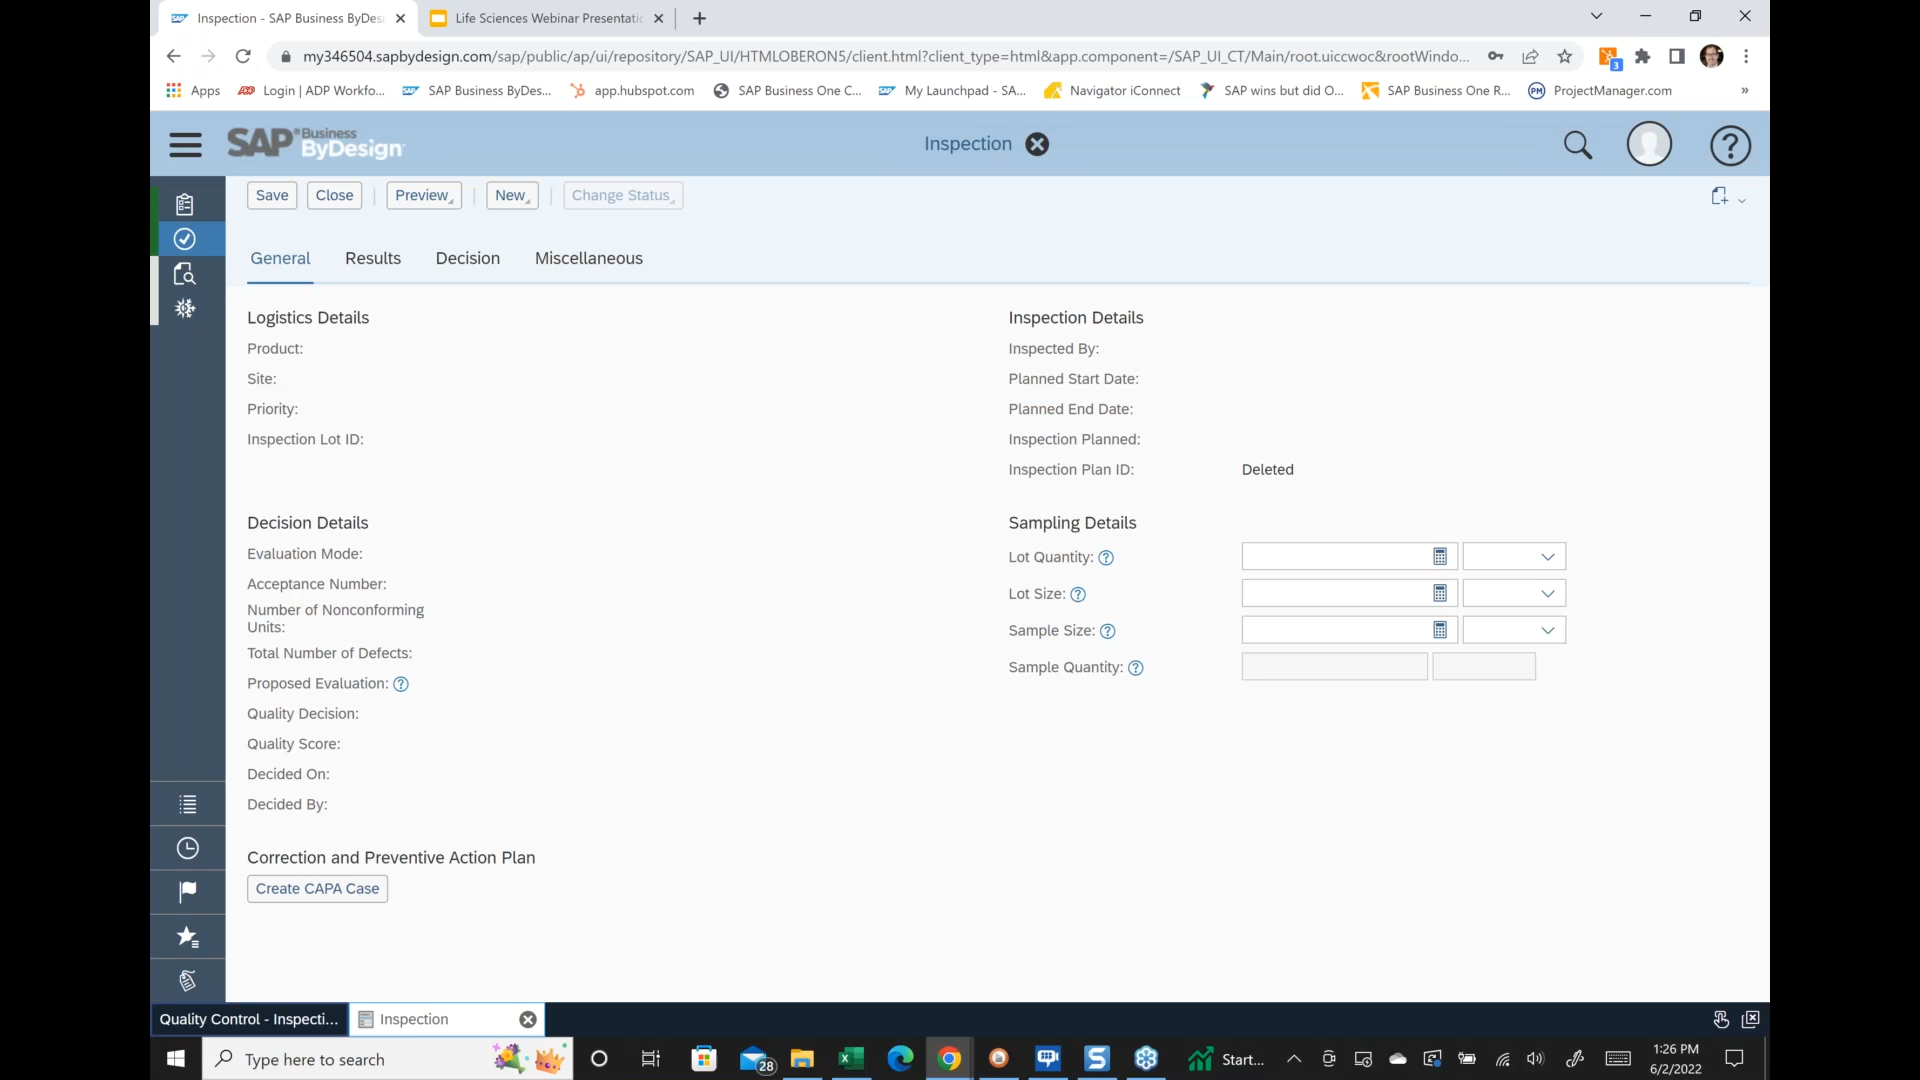 Inspection - SAP Business ByDesi
Life Sciences Webinar Presentatio
my346504.sapbydesign.com/sap/public/ap/ui/repository/SAP_UI/HTMLOBERON5/client.html?client_type=html&app.component=/SAP_UI_CT/Main/root.uiccwoc&rootWindo...
3
Apps
Login | ADP Workfo...
SAP Business ByDes...
app.hubspot.com
SAP Business One C...
My Launchpad - SA...
Navigator iConnect
SAP wins but did O...
SAP Business One R...
PM
ProjectManager.com
»
SAP® Business ByDesign
Inspection
Save
Close
Preview
New
Change Status
General
Results
Decision
Miscellaneous
Logistics Details
Product:
Site:
Priority:
Inspection Lot ID:
Inspection Details
Inspected By:
Planned Start Date:
Planned End Date:
Inspection Planned:
Inspection Plan ID: Deleted
Decision Details
Evaluation Mode:
Acceptance Number:
Number of Nonconforming
Units:
Total Number of Defects:
Proposed Evaluation:
Quality Decision:
Quality Score:
Decided On:
Decided By:
Sampling Details
Lot Quantity:
Lot Size:
Sample Size:
Sample Quantity:
Correction and Preventive Action Plan
Create CAPA Case
Quality Control - Inspecti...
Inspection
Type here to search
28
Start...
1:26 PM
6/2/2022